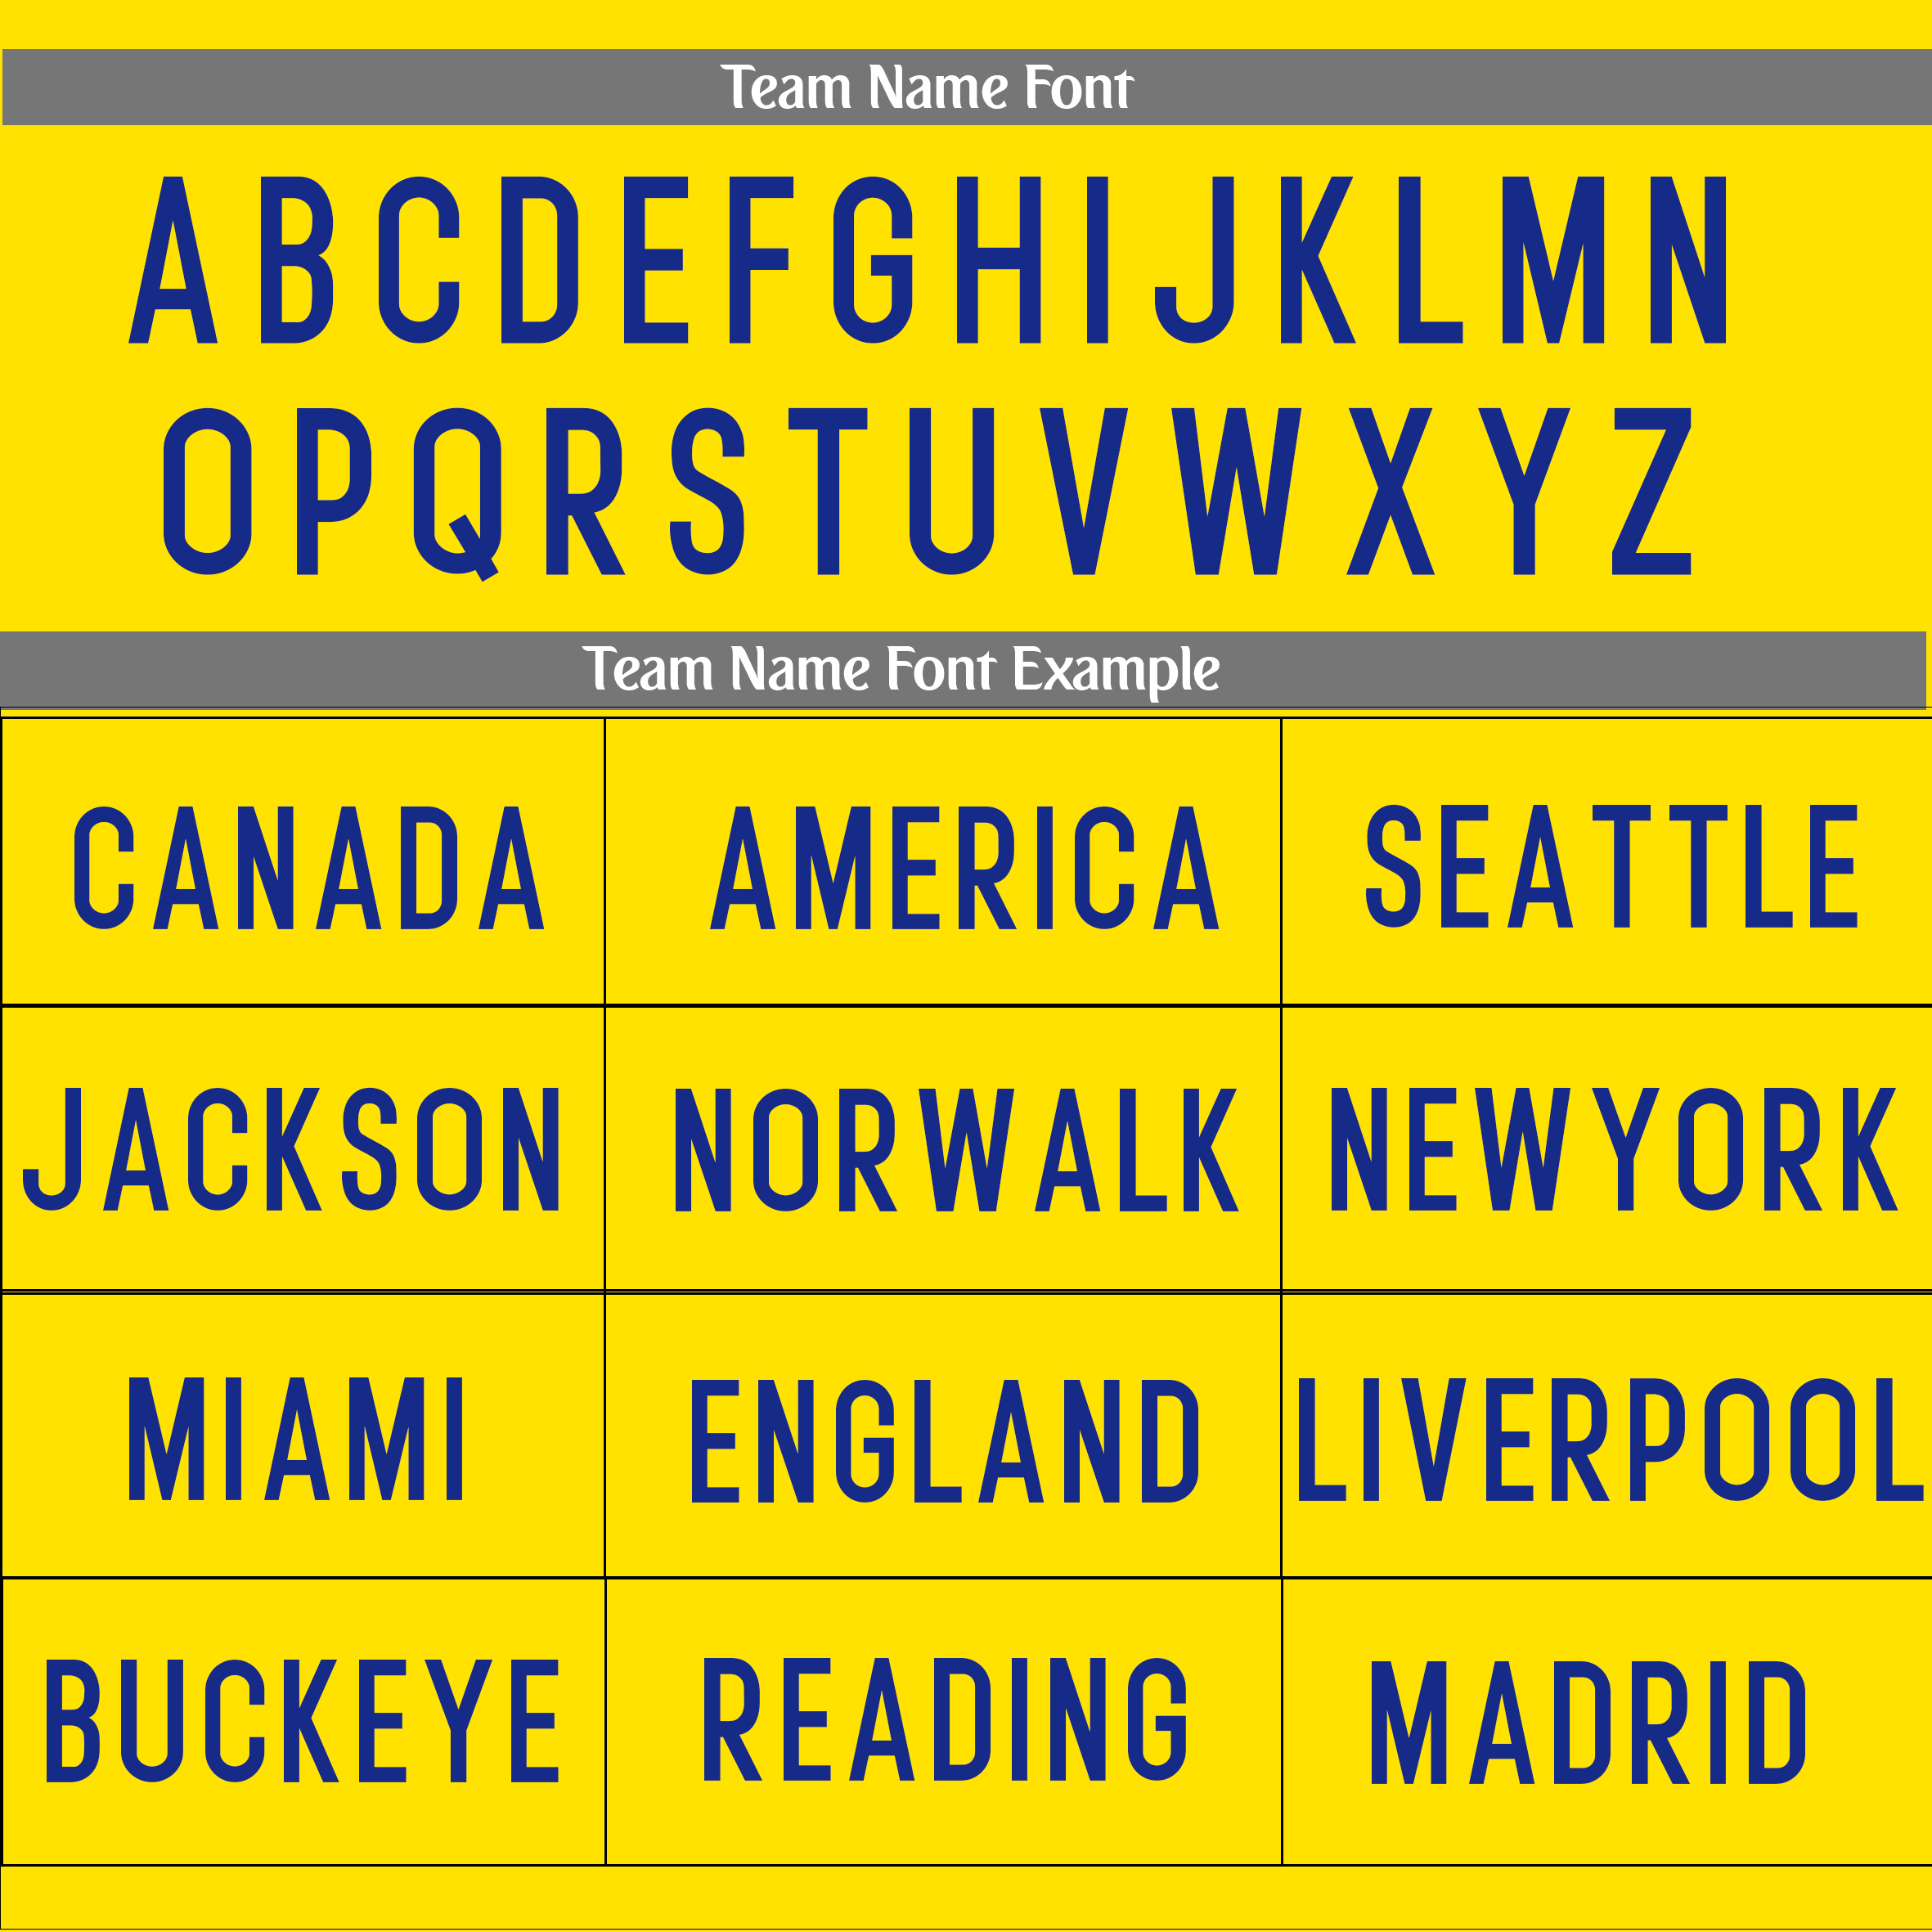 Team Name Font
ABCDEFGHIJKLMN
OPQRSTUVWXYZ
Team Name Font Example
CANADA AMERICA SEATTLE
JACKSON NORWALK NEWYORK
MIAMI ENGLAND LIVERPOOL
BUCKEYE READING MADRID